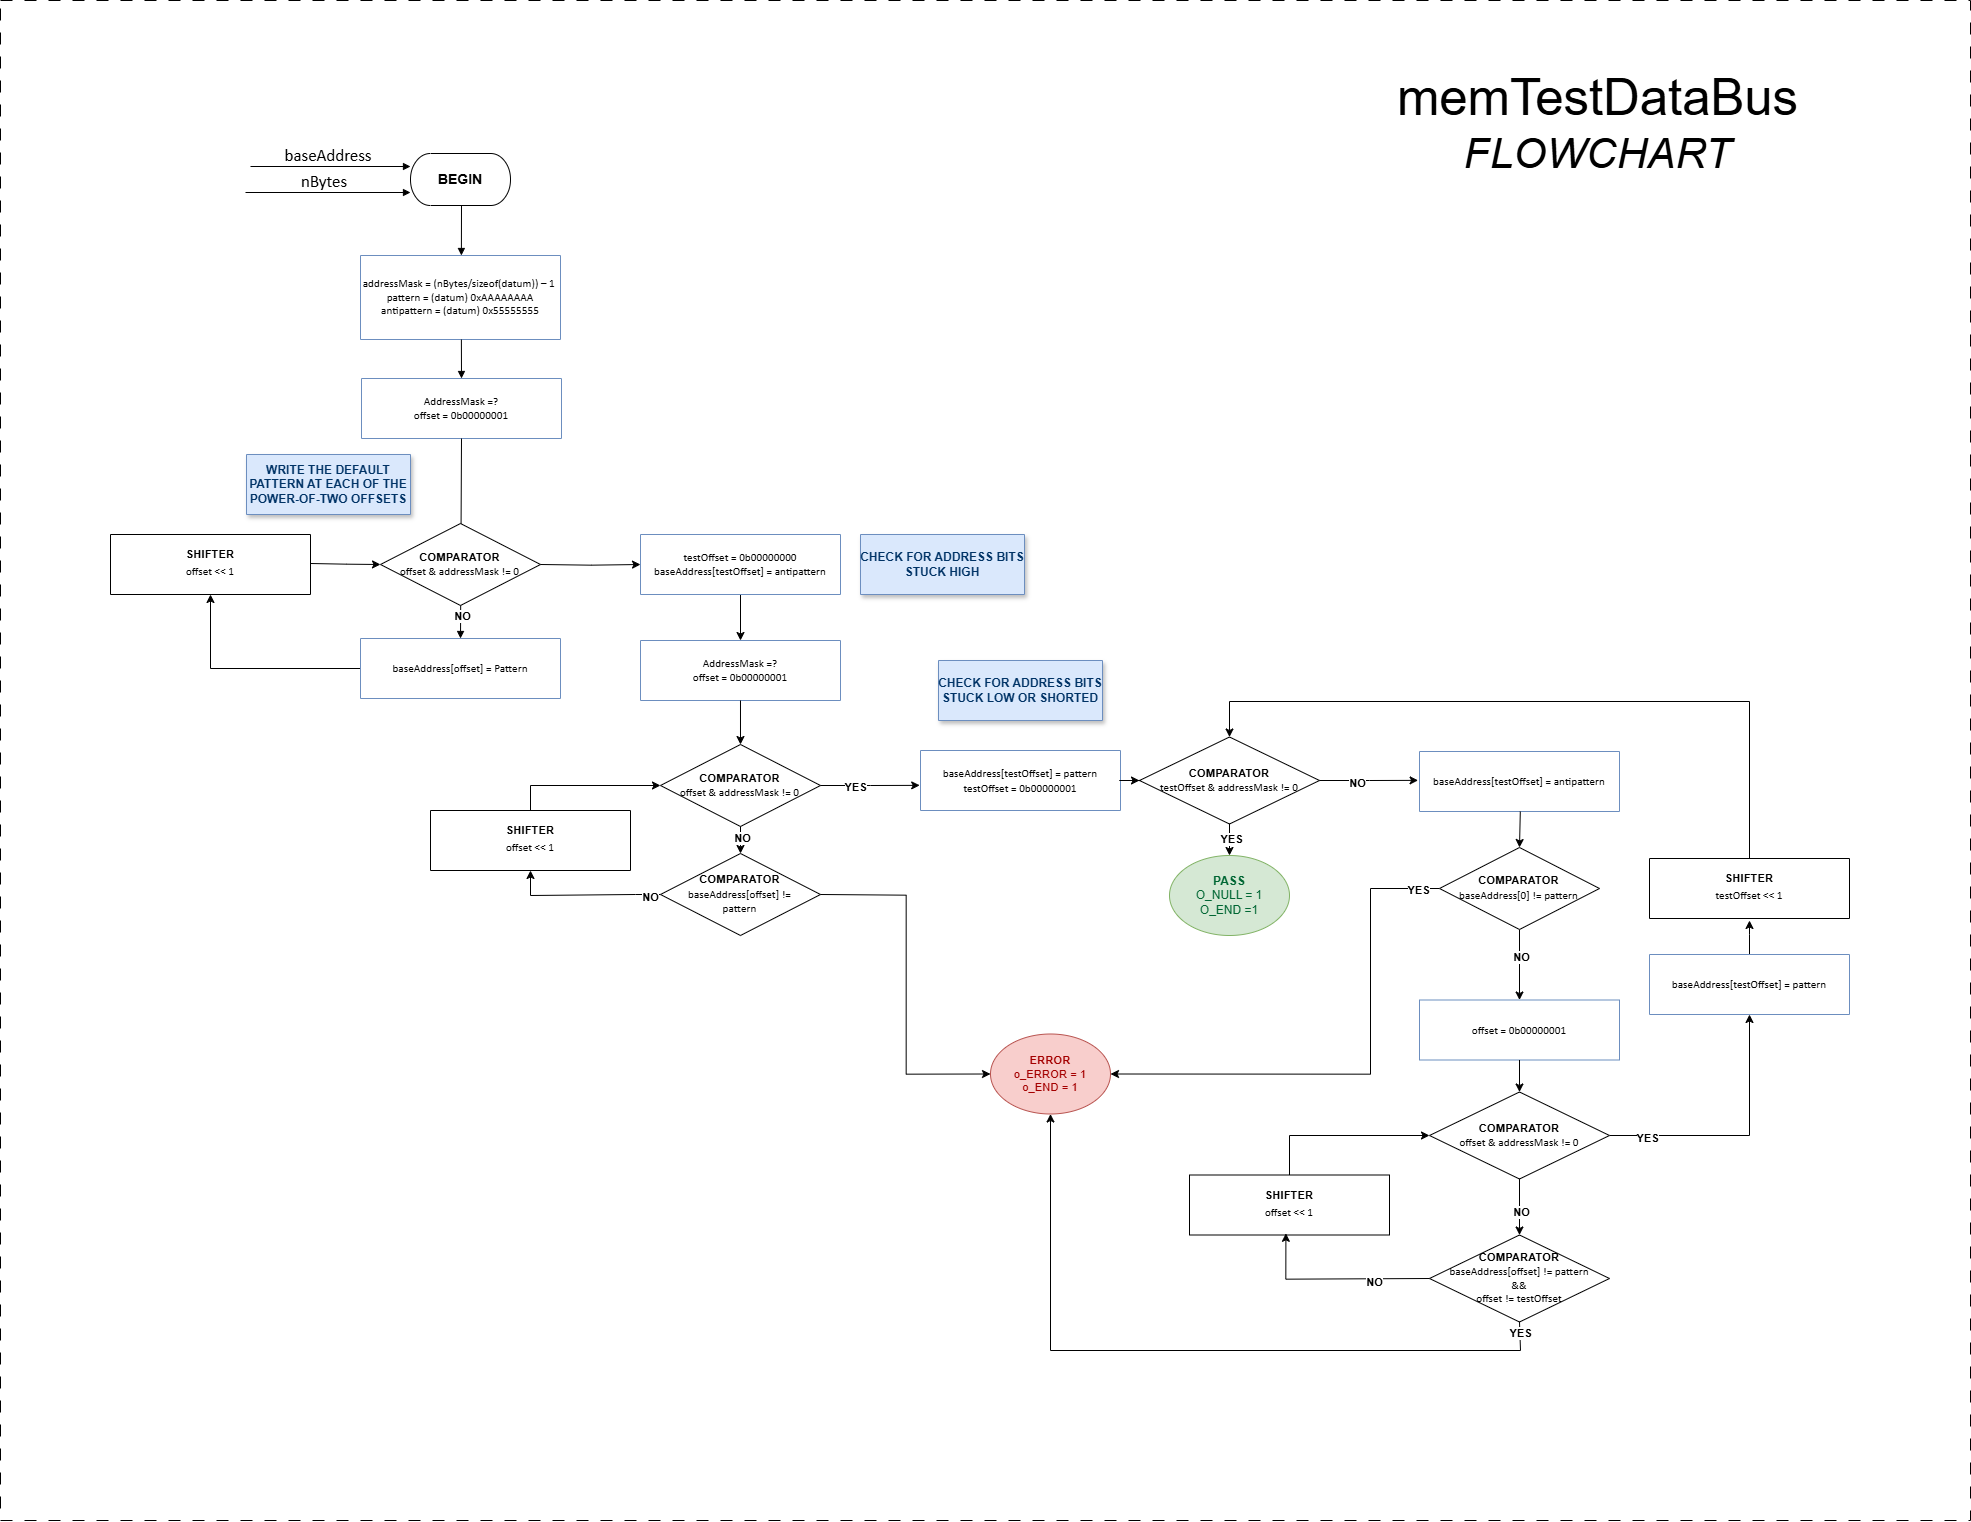 memTestDataBus
FLOWCHART
baseAddress
nBytes
BEGIN
addressMask = (nBytes/sizeof(datum)) – 1
pattern = (datum) 0xAAAAAAAA
antipattern = (datum) 0x55555555
AddressMask =?
offset = 0b00000001
WRITE THE DEFAULT
PATTERN AT EACH OF THE
POWER-OF-TWO OFFSETS
SHIFTER
offset << 1
COMPARATOR
offset & addressMask != 0
NO
baseAddress[offset] = Pattern
testOffset = 0b00000000
baseAddress[testOffset] = antipattern
CHECK FOR ADDRESS BITS
STUCK HIGH
AddressMask =?
offset = 0b00000001
CHECK FOR ADDRESS BITS
STUCK LOW OR SHORTED
COMPARATOR
offset & addressMask != 0
YES
NO
SHIFTER
offset << 1
COMPARATOR
baseAddress[offset] !=
pattern
NO
baseAddress[testOffset] = pattern
testOffset = 0b00000001
COMPARATOR
testOffset & addressMask != 0
NO
YES
PASS
O_NULL = 1
O_END =1
baseAddress[testOffset] = antipattern
COMPARATOR
baseAddress[0] != pattern
YES
NO
SHIFTER
testOffset << 1
baseAddress[testOffset] = pattern
offset = 0b00000001
ERROR
o_ERROR = 1
o_END = 1
COMPARATOR
offset & addressMask != 0
YES
NO
SHIFTER
offset << 1
COMPARATOR
baseAddress[offset] != pattern
&&
offset != testOffset
NO
YES